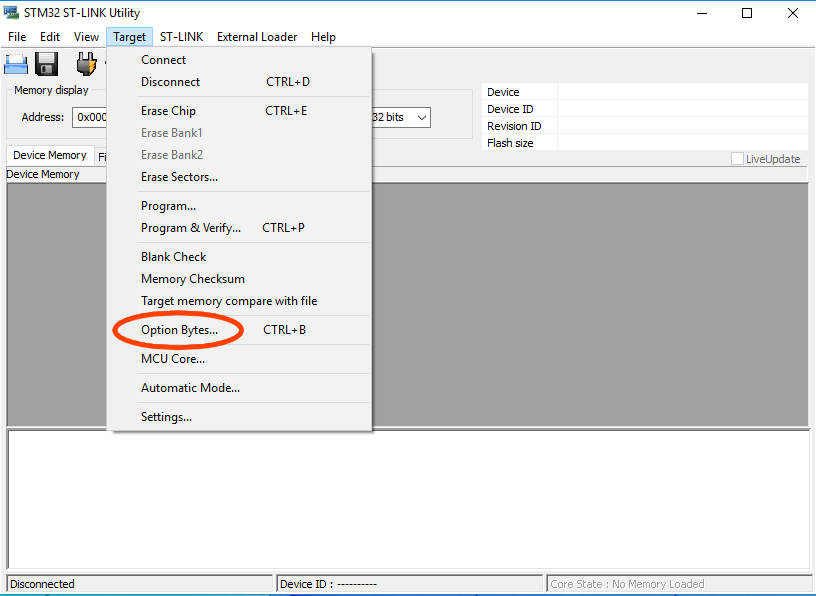 STM32 ST-LINK Utility
File Edit View Target ST-LINK External Loader Help
Memory display
Address: 0x000
32 bits
Device
Device ID
Revision ID
Flash size
LiveUpdate
Device Memory Fi
Device Memory
Connect
Disconnect CTRL+D
Erase Chip CTRL+E
Erase Bank1
Erase Bank2
Erase Sectors...
Program...
Program & Verify... CTRL+P
Blank Check
Memory Checksum
Target memory compare with file
Option Bytes... CTRL+B
MCU Core...
Automatic Mode...
Settings...
Disconnected
Device ID : ----------
Core State : No Memory Loaded